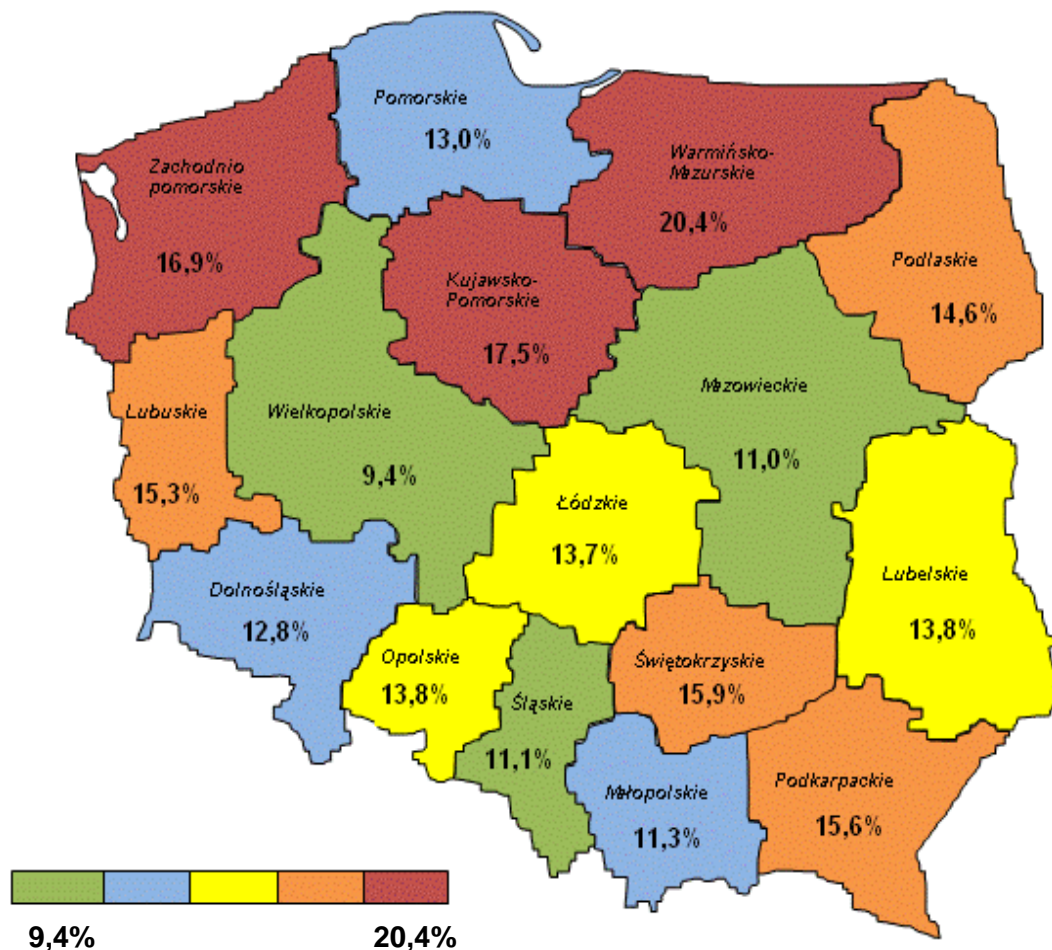 Pomorskie
13,0%
Zachodnio
pomorskie
16,9%
Warmińsko-
Mazurskie
20,4%
Podlaskie
14,6%
Kujawsko-
Pomorskie
17,5%
Mazowieckie
11,0%
Lubuskie
15,3%
Wielkopolskie
9,4%
Łódzkie
13,7%
Lubelskie
13,8%
Dolnośląskie
12,8%
Opolskie
13,8%
Śląskie
11,1%
Świętokrzyskie
15,9%
Małopolskie
11,3%
Podkarpackie
15,6%
9,4%
20,4%